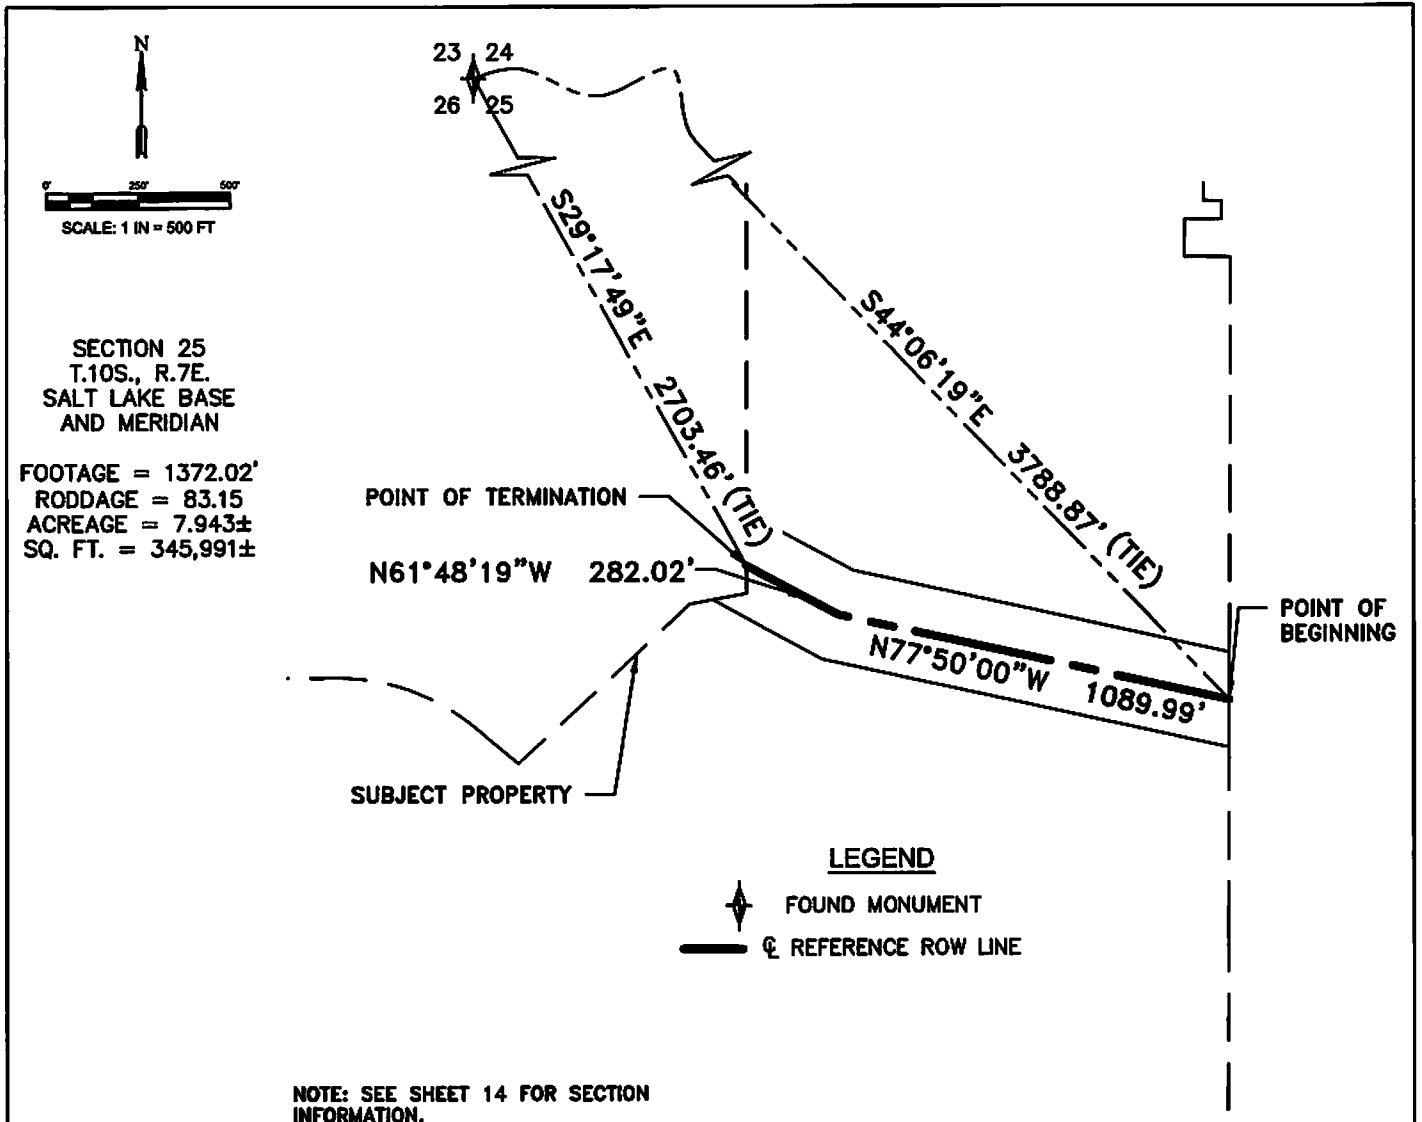 N
23 24
26 25
0' 250' 500'
SCALE: 1 IN = 500 FT
SECTION 25
T.10S., R.7E.
SALT LAKE BASE
AND MERIDIAN
FOOTAGE = 1372.02'
RODDAGE = 83.15
ACREAGE = 7.943±
SQ. FT. = 345,991±
S29°17'49"E 2703.46' (TIE)
S44°06'19"E 3788.87' (TIE)
POINT OF TERMINATION
N61°48'19"W 282.02'
N77°50'00"W 1089.99'
POINT OF
BEGINNING
SUBJECT PROPERTY
LEGEND
FOUND MONUMENT
℄ REFERENCE ROW LINE
NOTE: SEE SHEET 14 FOR SECTION
INFORMATION.